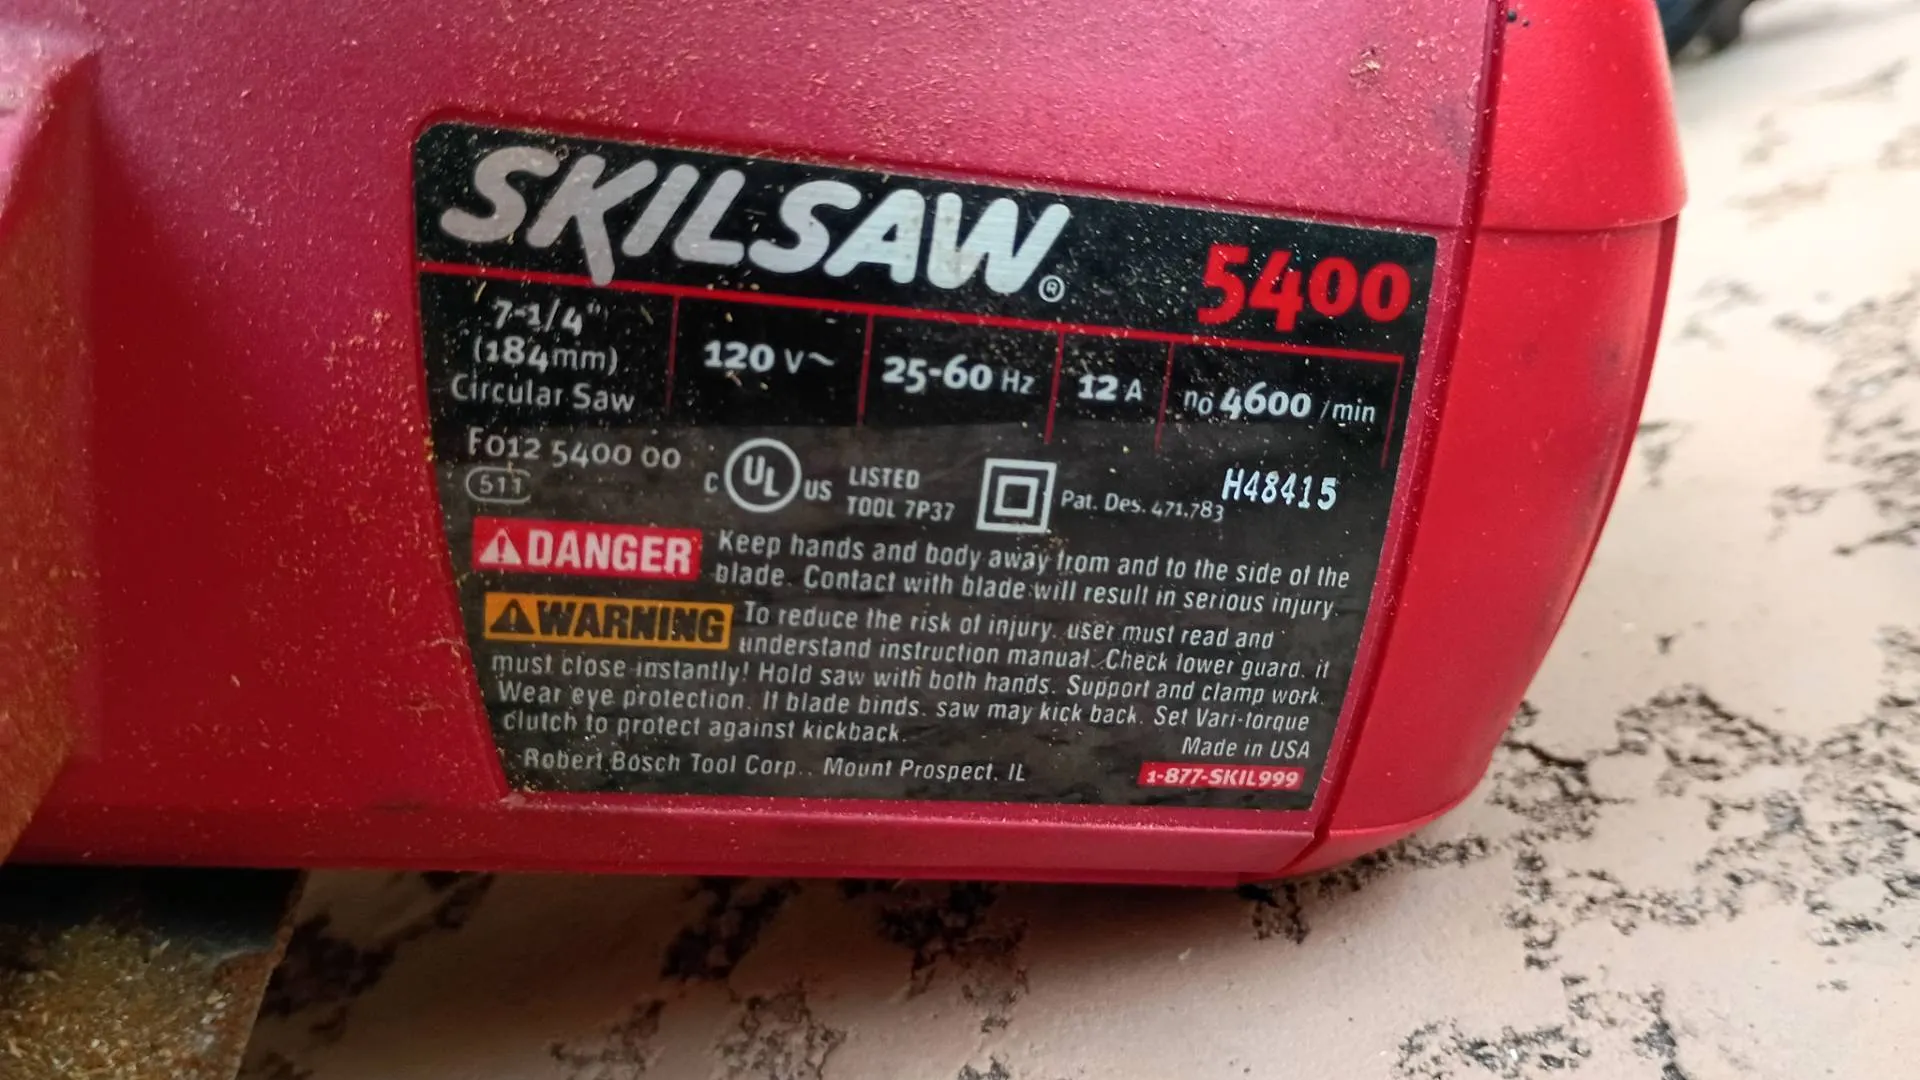 SKILSAW®
5400
7-1/4"
(184mm)
Circular Saw
120 V~
25-60 Hz
12 A
no 4600 /min
F012 5400 00
511
C UL US
LISTED
TOOL 7P37
Pat. Des. 471,783
H48415
DANGER Keep hands and body away from and to the side of the
blade. Contact with blade will result in serious injury.
WARNING To reduce the risk of injury, user must read and
understand instruction manual. Check lower guard, it
must close instantly! Hold saw with both hands. Support and clamp work.
Wear eye protection. If blade binds, saw may kick back. Set Vari-torque
clutch to protect against kickback.
Made in USA
Robert Bosch Tool Corp., Mount Prospect, IL
1-877-SKIL999